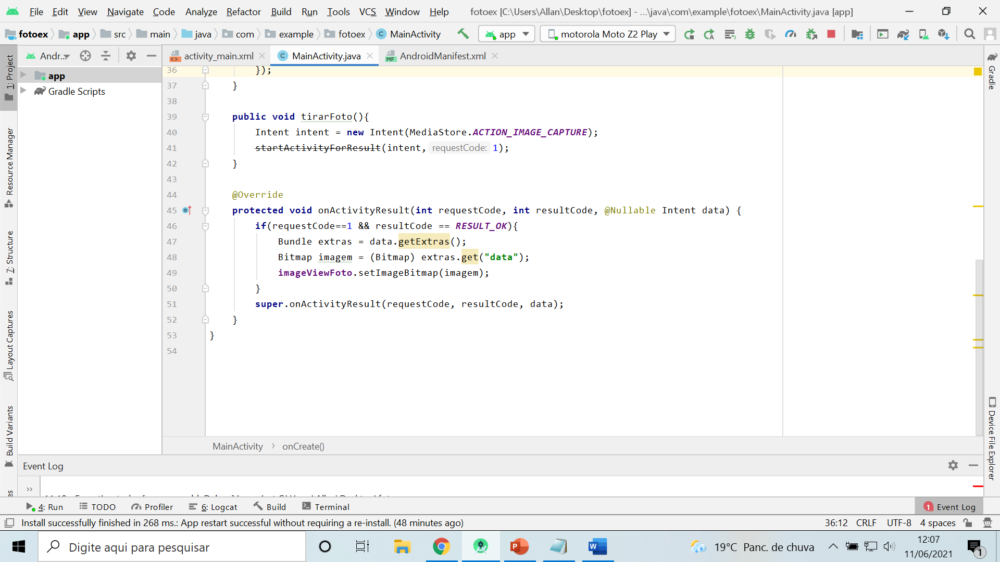 File Edit View Navigate Code Analyze Refactor Build Run Tools VCS Window Help fotoex [C:\Users\Allan\Desktop\fotoex] - ...\java\com\example\fotoex\MainActivity.java [app]
fotoex app src main java com example fotoex MainActivity app motorola Moto Z2 Play
Andr... activity_main.xml MainActivity.java AndroidManifest.xml
app
Gradle Scripts
1: Project
Resource Manager
7: Structure
Layout Captures
Build Variants
Gradle
Device File Explorer
36 });
37 }
38
39 public void tirarFoto(){
40 Intent intent = new Intent(MediaStore.ACTION_IMAGE_CAPTURE);
41 startActivityForResult(intent, requestCode: 1);
42 }
43
44 @Override
45 protected void onActivityResult(int requestCode, int resultCode, @Nullable Intent data) {
46 if(requestCode==1 && resultCode == RESULT_OK){
47 Bundle extras = data.getExtras();
48 Bitmap imagem = (Bitmap) extras.get("data");
49 imageViewFoto.setImageBitmap(imagem);
50 }
51 super.onActivityResult(requestCode, resultCode, data);
52 }
53 }
54
MainActivity › onCreate()
Event Log
4: Run TODO Profiler 6: Logcat Build Terminal 1 Event Log
Install successfully finished in 268 ms.: App restart successful without requiring a re-install. (48 minutes ago) 36:12 CRLF UTF-8 4 spaces
Digite aqui para pesquisar 19°C Panc. de chuva 12:07
11/06/2021 1